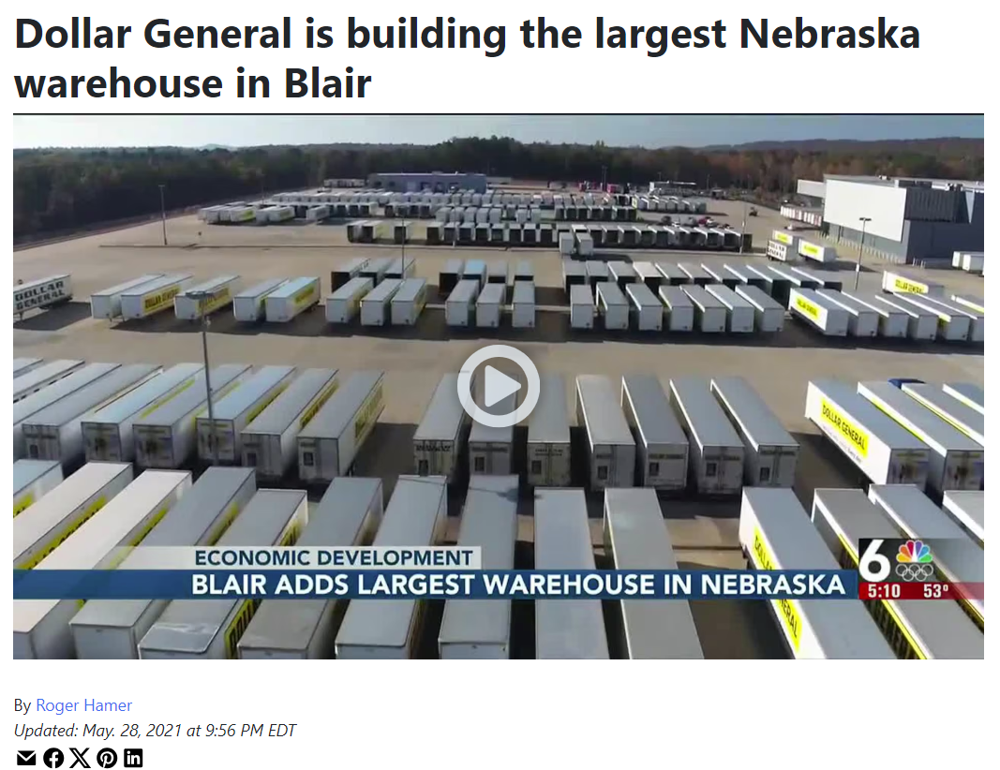 Dollar General is building the largest Nebraska
warehouse in Blair
DOLLAR
GENERAL
DOLLAR GENERAL
ECONOMIC DEVELOPMENT
BLAIR ADDS LARGEST WAREHOUSE IN NEBRASKA
6
5:10 53°
By Roger Hamer
Updated: May. 28, 2021 at 9:56 PM EDT